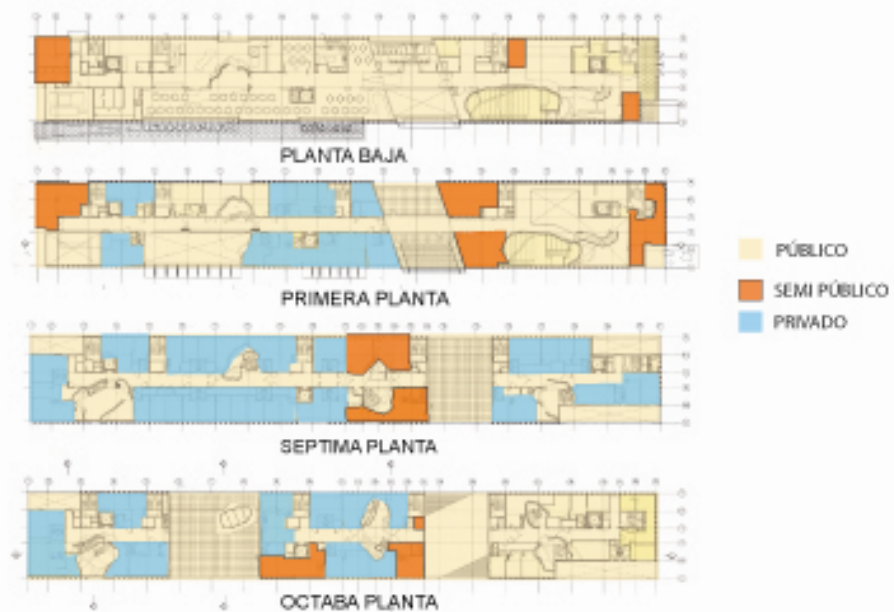 PLANTA BAJA
PRIMERA PLANTA
SEPTIMA PLANTA
OCTABA PLANTA
PÚBLICO
SEMI PÚBLICO
PRIVADO